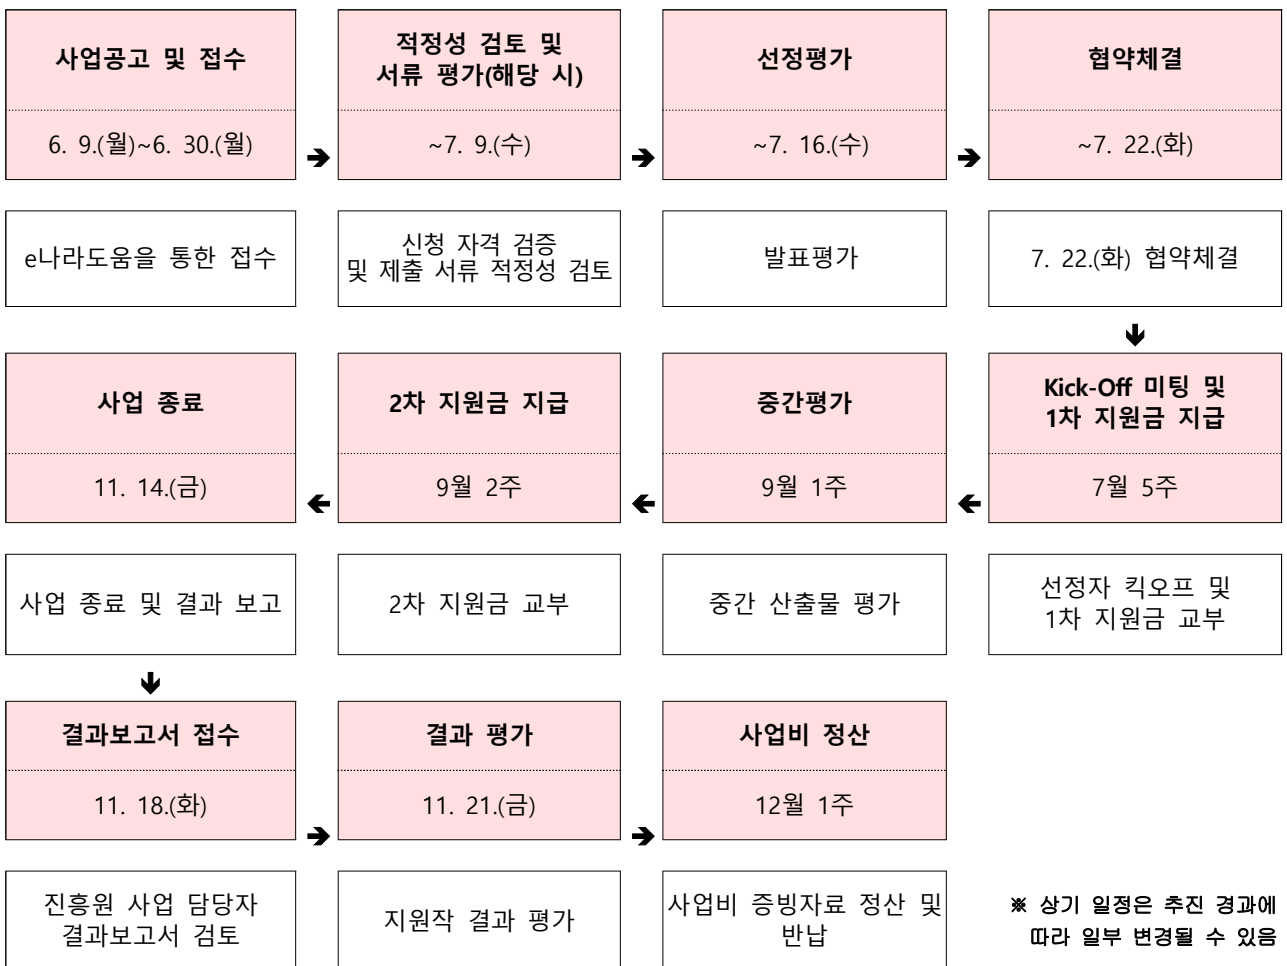 사업공고 및 접수
6. 9.(월)~6. 30.(월)
e나라도움을 통한 접수
적정성 검토 및
서류 평가(해당 시)
~7. 9.(수)
신청 자격 검증
및 제출 서류 적정성 검토
선정평가
~7. 16.(수)
발표평가
협약체결
~7. 22.(화)
7. 22.(화) 협약체결
Kick-Off 미팅 및
1차 지원금 지급
7월 5주
선정자 킥오프 및
1차 지원금 교부
중간평가
9월 1주
중간 산출물 평가
2차 지원금 지급
9월 2주
2차 지원금 교부
사업 종료
11. 14.(금)
사업 종료 및 결과 보고
결과보고서 접수
11. 18.(화)
진흥원 사업 담당자
결과보고서 검토
결과 평가
11. 21.(금)
지원작 결과 평가
사업비 정산
12월 1주
사업비 증빙자료 정산 및
반납
※ 상기 일정은 추진 경과에
따라 일부 변경될 수 있음